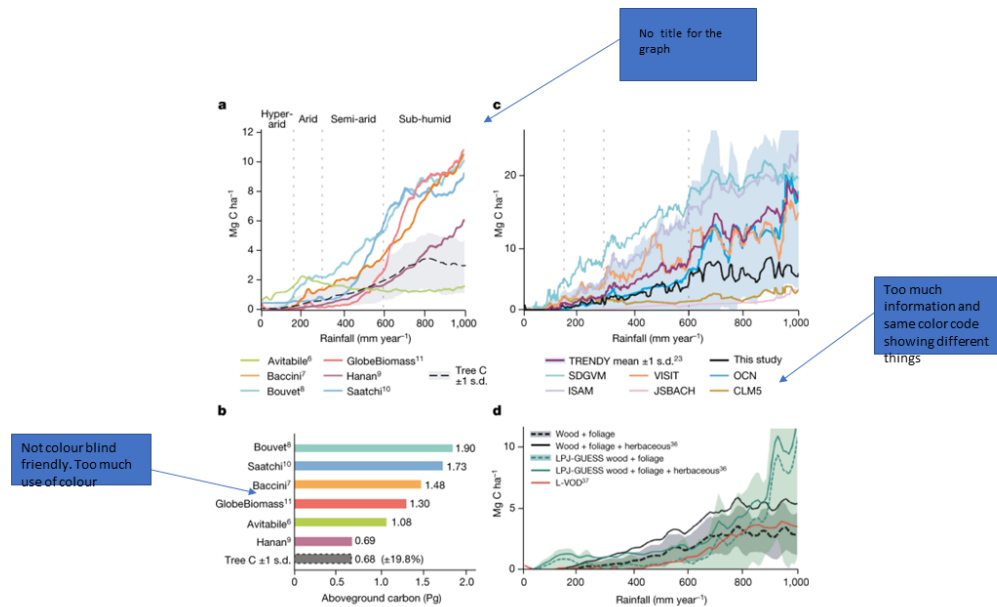 No title for the
graph
a
Hyper-
arid
Arid
Semi-arid
Sub-humid
12
10
8
6
4
2
0
Mg C ha⁻¹
0
200
400
600
800
1,000
Rainfall (mm year⁻¹)
Avitabile⁶
Baccini⁷
Bouvet⁸
GlobeBiomass¹¹
Hanan⁹
Saatchi¹⁰
Tree C
±1 s.d.
c
20
10
0
Mg C ha⁻¹
200
400
600
800
1,000
Rainfall (mm year⁻¹)
TRENDY mean ±1 s.d.²³
This study
SDGVM
VISIT
OCN
ISAM
JSBACH
CLM5
Too much
information and
same color code
showing different
things
Not colour blind
friendly. Too much
use of colour
b
Bouvet⁸
1.90
Saatchi¹⁰
1.73
Baccini⁷
1.48
GlobeBiomass¹¹
1.30
Avitabile⁶
1.08
Hanan⁹
0.69
Tree C ±1 s.d.
0.68 (±19.8%)
0
0.5
1.0
1.5
2.0
Aboveground carbon (Pg)
d
10
5
0
Mg C ha⁻¹
Wood + foliage
Wood + foliage + herbaceous³⁶
LPJ-GUESS wood + foliage
LPJ-GUESS wood + foliage + herbaceous³⁶
L-VOD³⁷
0
200
400
600
800
1,000
Rainfall (mm year⁻¹)